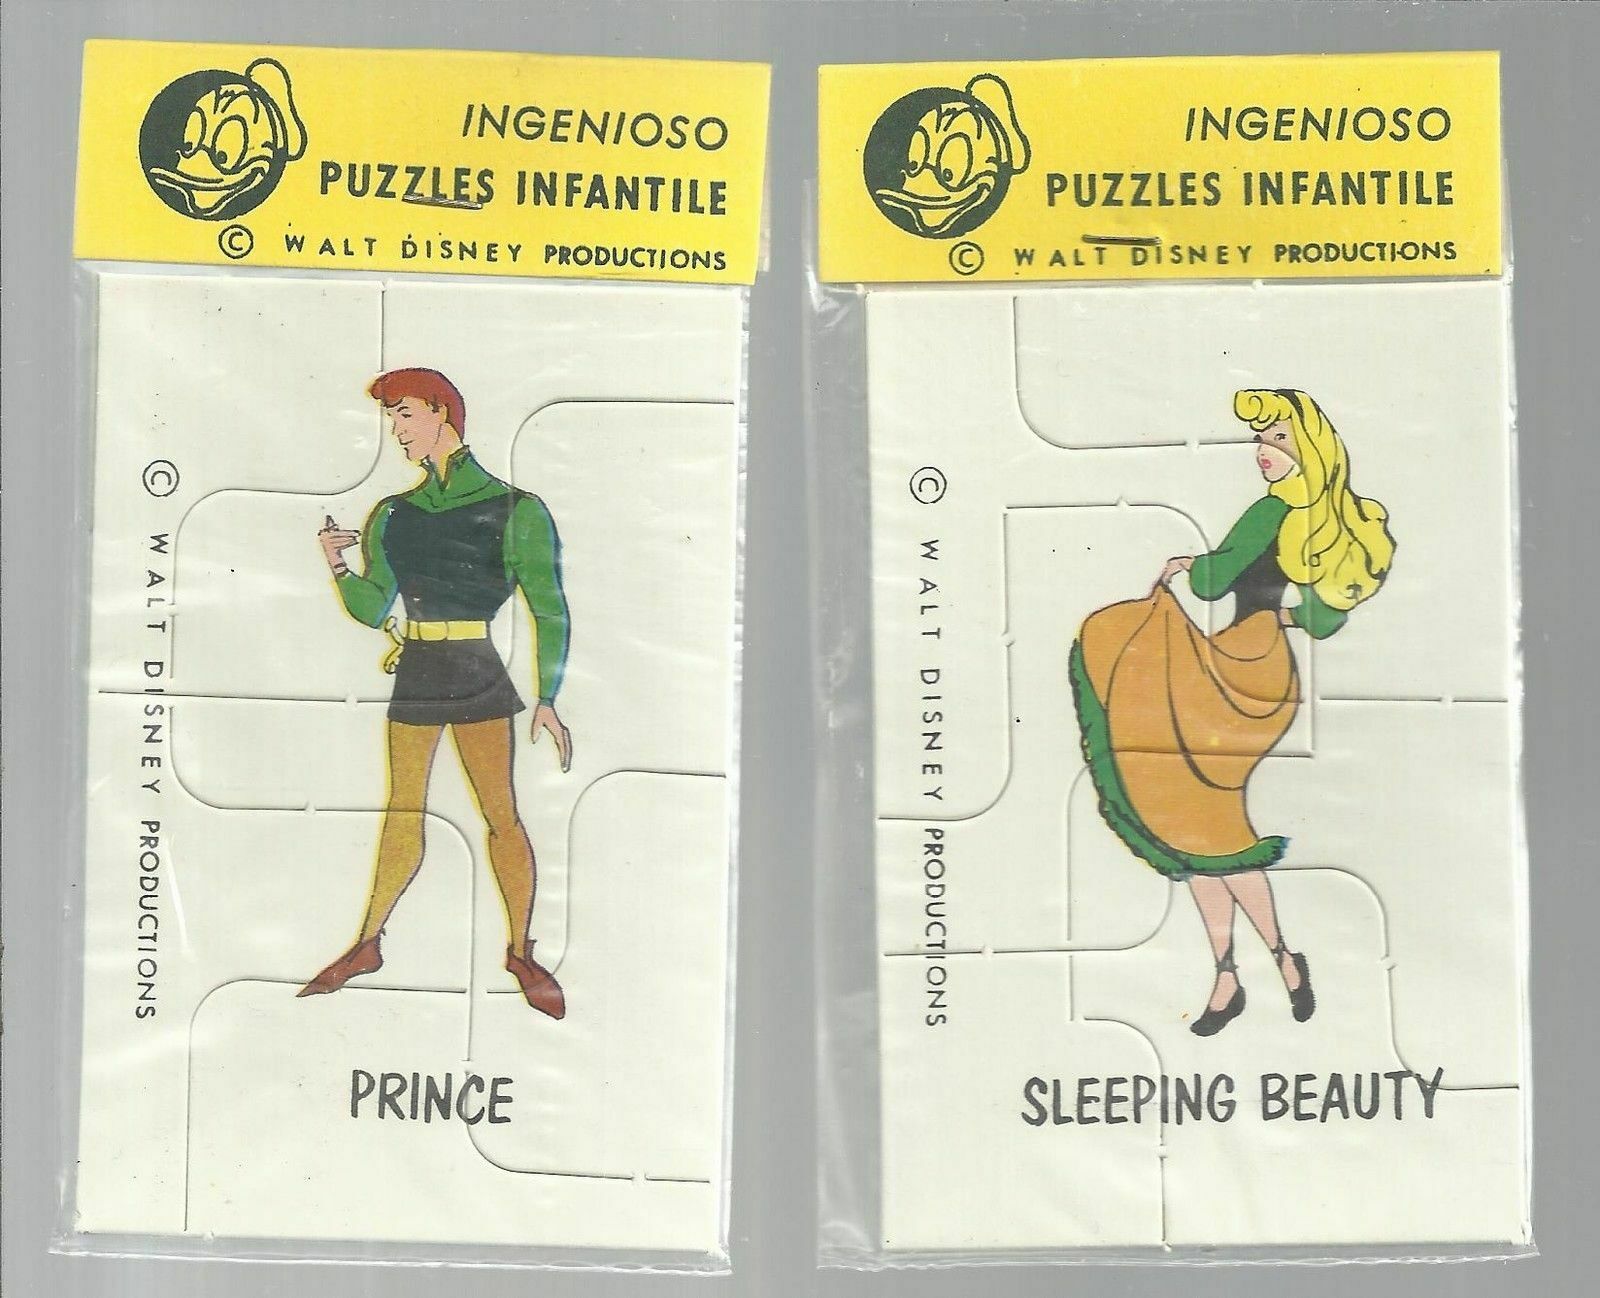 INGENIOSO
PUZZLES INFANTILE
© WALT DISNEY PRODUCTIONS
© WALT DISNEY PRODUCTIONS
PRINCE
INGENIOSO
PUZZLES INFANTILE
© WALT DISNEY PRODUCTIONS
© WALT DISNEY PRODUCTIONS
SLEEPING BEAUTY